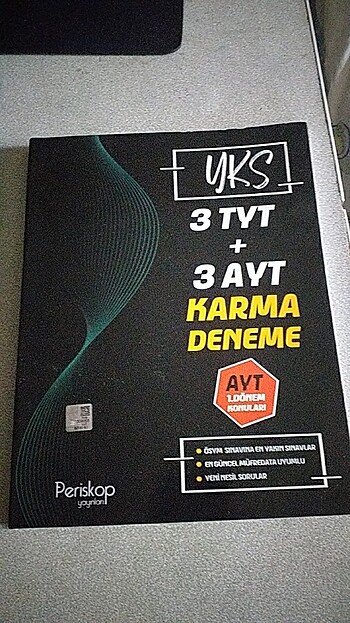 YKS
3 TYT
+
3 AYT
KARMA
DENEME
AYT
1.DÖNEM
KONULARI
ÖSYM SINAVINA EN YAKIN SINAVLAR
EN GÜNCEL MÜFREDATA UYUMLU
YENİ NESİL SORULAR
Periskop
yayınları